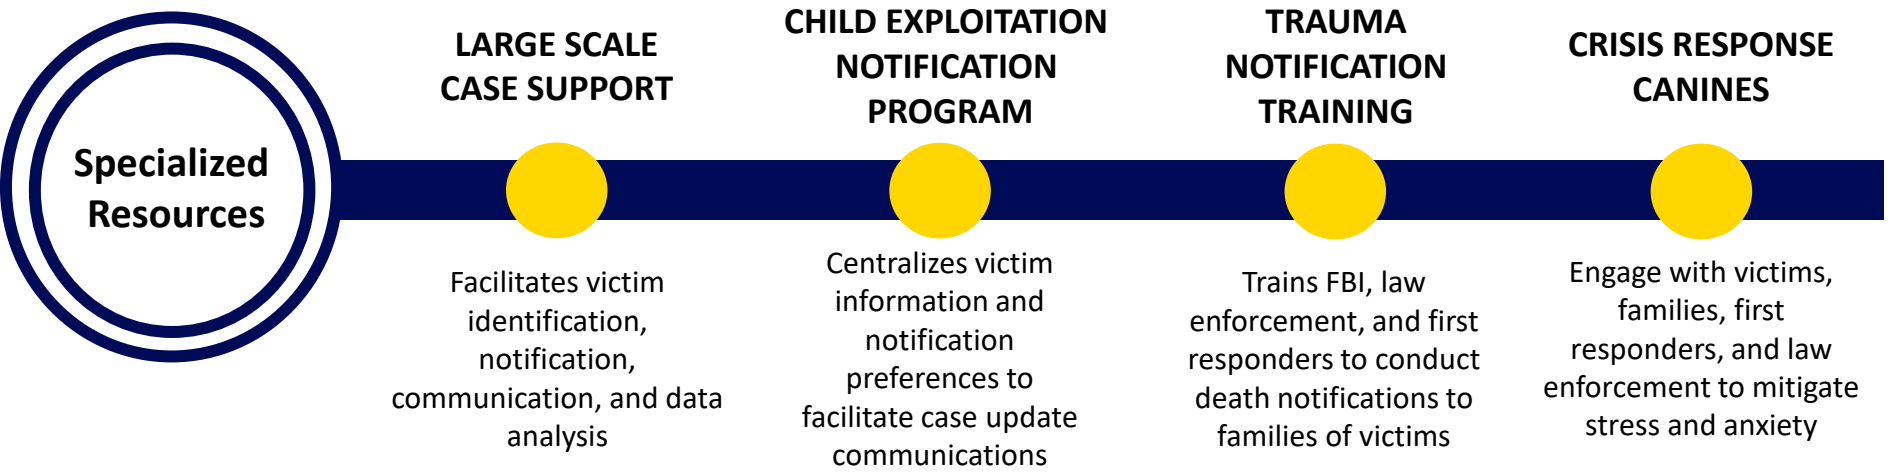 Specialized
Resources
LARGE SCALE
CASE SUPPORT
Facilitates victim
identification,
notification,
communication, and data
analysis
CHILD EXPLOITATION
NOTIFICATION
PROGRAM
Centralizes victim
information and
notification
preferences to
facilitate case update
communications
TRAUMA
NOTIFICATION
TRAINING
Trains FBI, law
enforcement, and first
responders to conduct
death notifications to
families of victims
CRISIS RESPONSE
CANINES
Engage with victims,
families, first
responders, and law
enforcement to mitigate
stress and anxiety